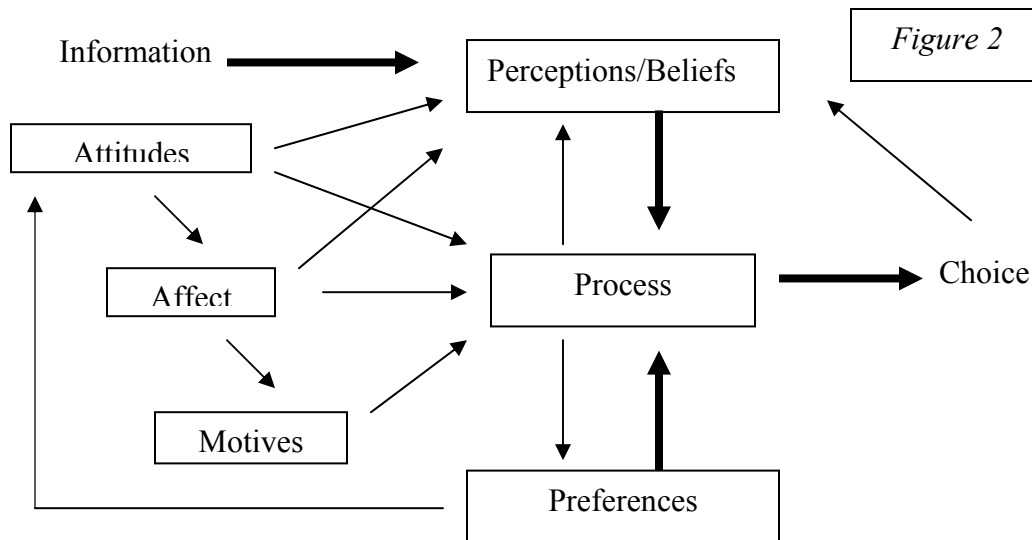 Figure 2
Information
Perceptions/Beliefs
Attitudes
Affect
Process
Choice
Motives
Preferences